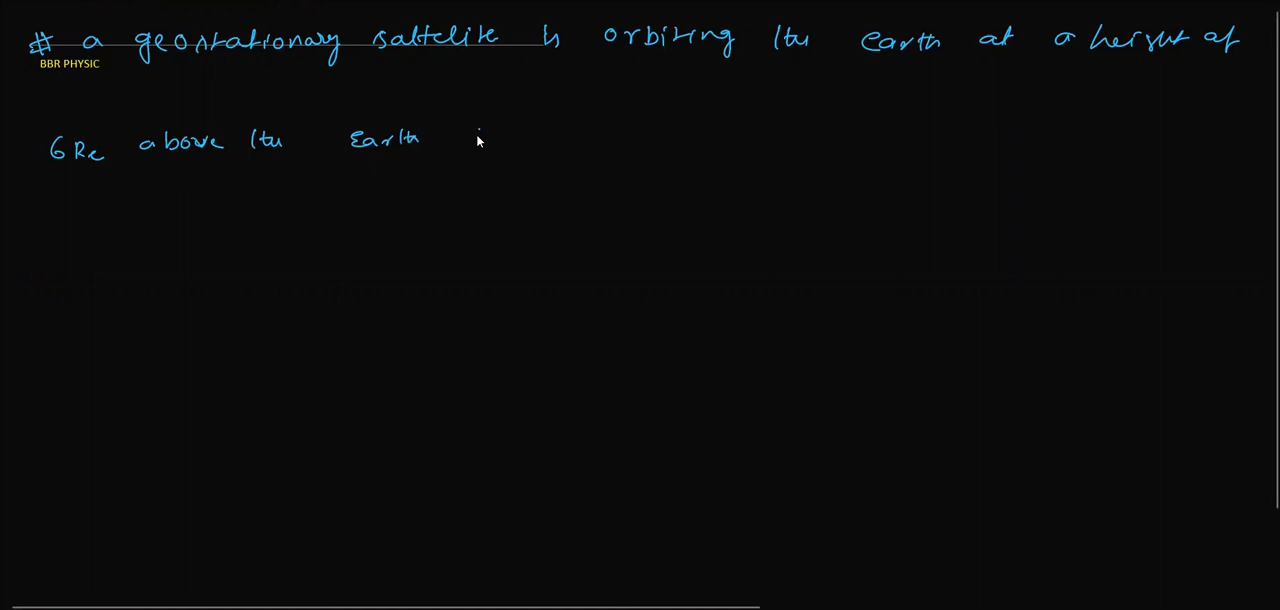 # a geostationary saltelite is orbiting the earth at a height of
BBR PHYSIC
6Re above the Earth